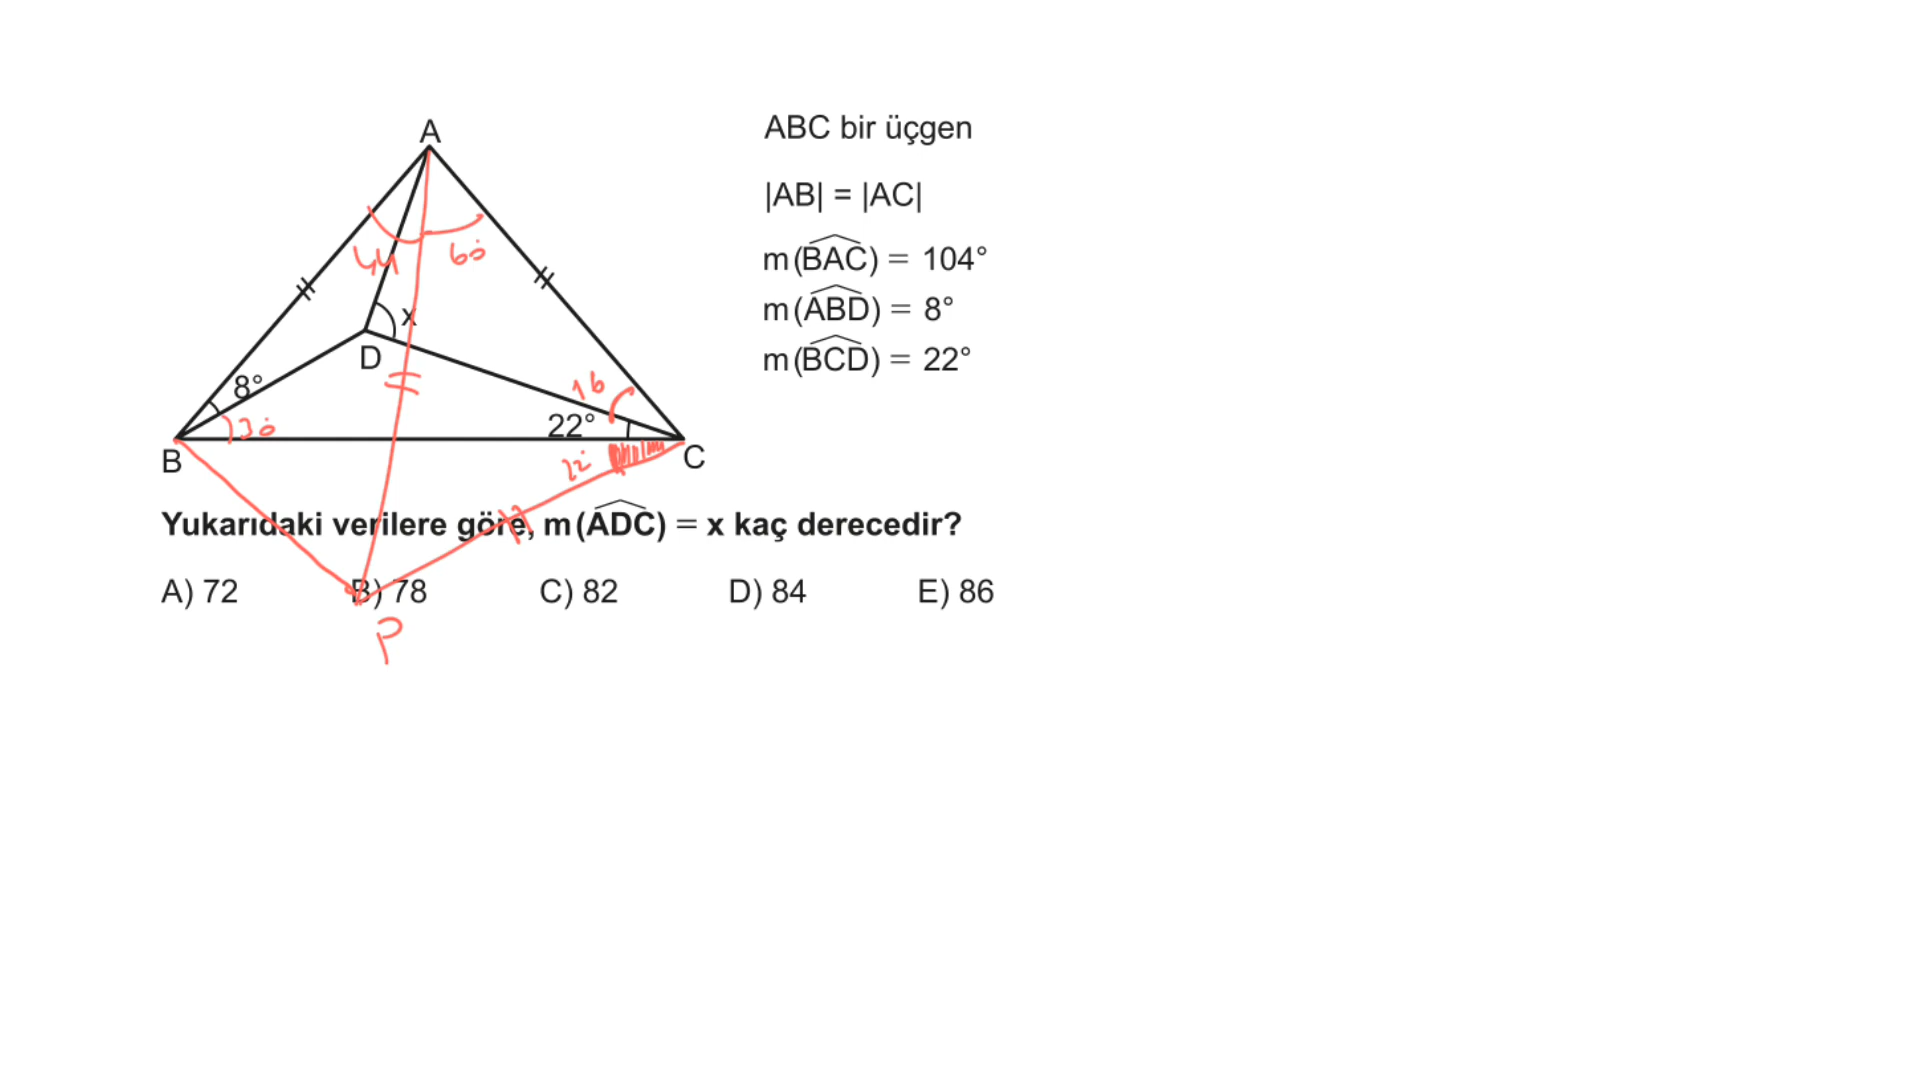 A
ABC bir üçgen
|AB| = |AC|
m(BAC) = 104°
44
60°
m(ABD) = 8°
x
D
m(BCD) = 22°
8°
16
30°
22°
B
C
22°
Yukarıdaki verilere göre, m(ADC) = x kaç derecedir?
A) 72 B) 78 C) 82 D) 84 E) 86
P